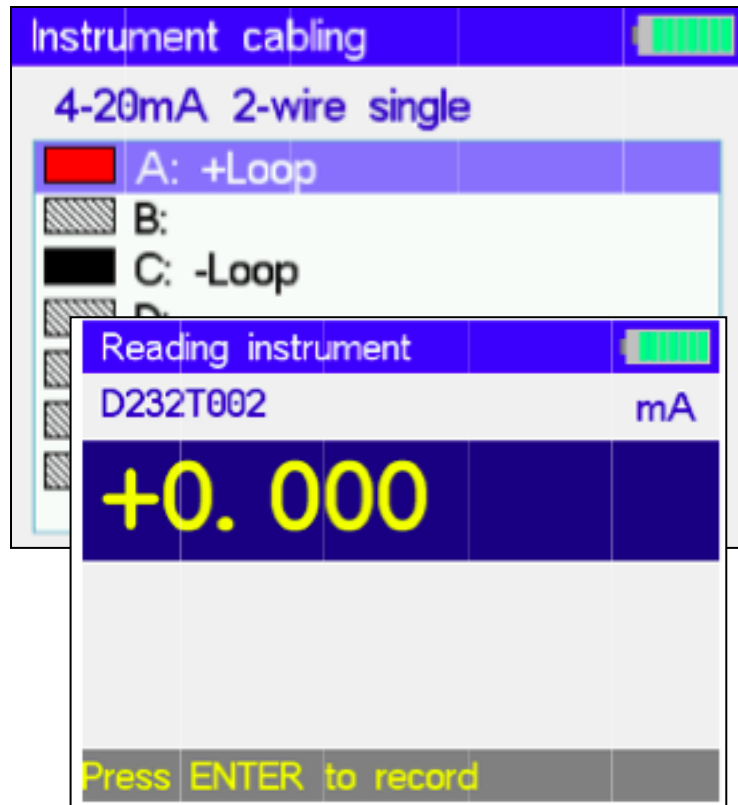 Instrument cabling
4-20mA 2-wire single
A: +Loop
B:
C: -Loop
D:
Reading instrument
D232T002
mA
+0. 000
Press ENTER to record